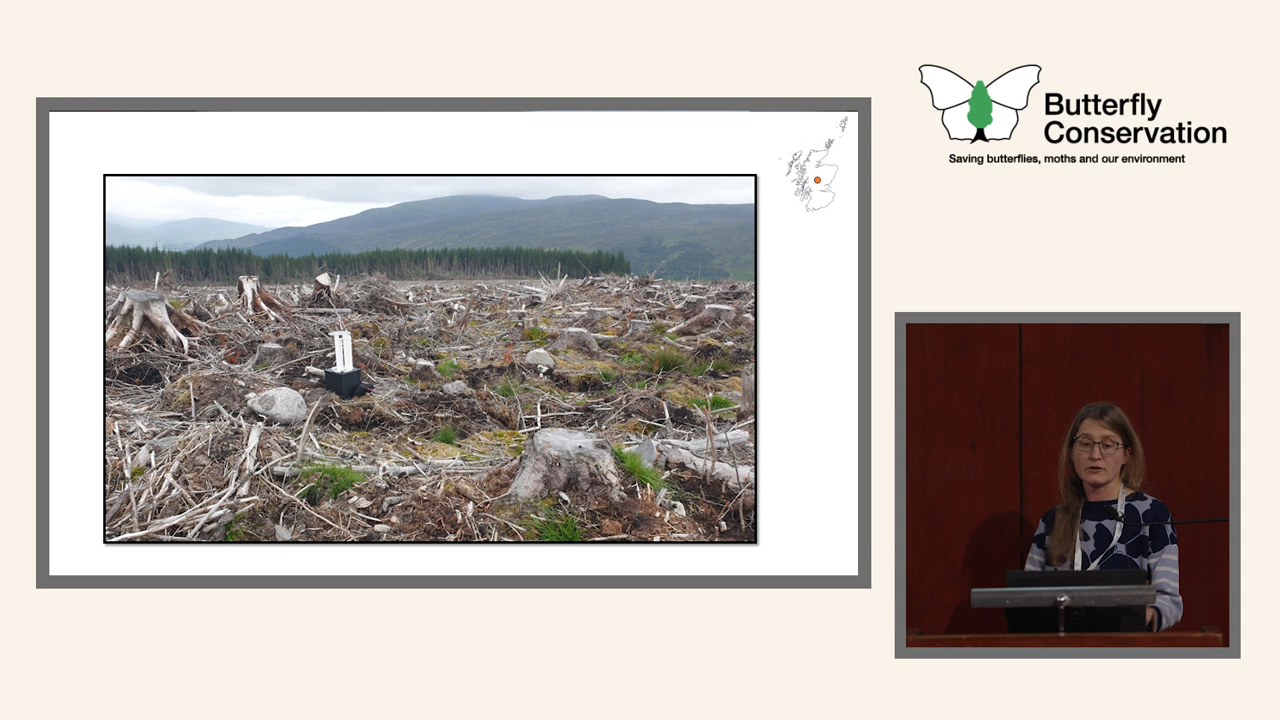 Butterfly
Conservation
Saving butterflies, moths and our environment